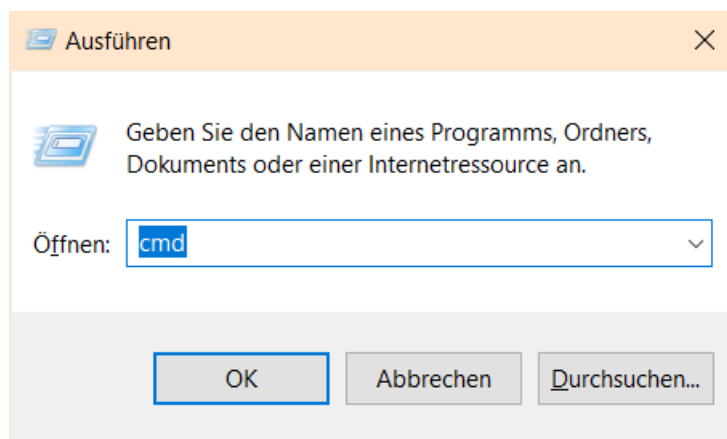 Ausführen
Geben Sie den Namen eines Programms, Ordners,
Dokuments oder einer Internetressource an.
Öffnen: cmd
OK Abbrechen Durchsuchen...